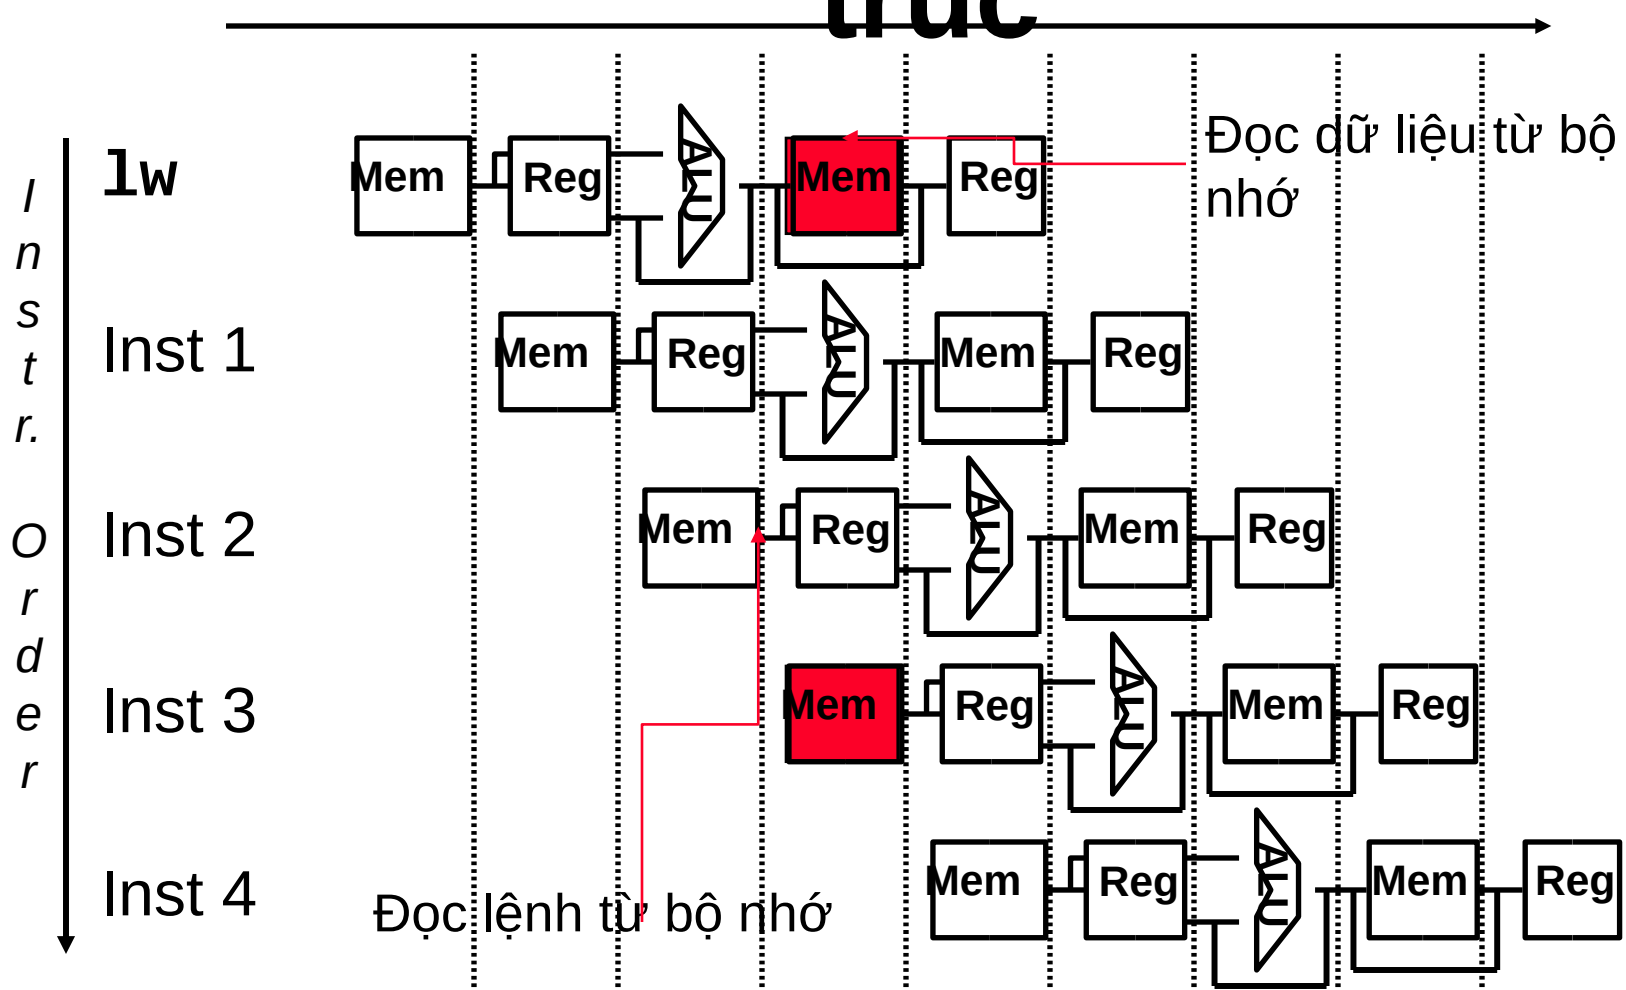 trúc
lw
Mem Reg ALU Mem Reg
Đọc dữ liệu từ bộ
nhớ
Inst 1
Mem Reg ALU Mem Reg
Inst 2
Mem Reg ALU Mem Reg
Inst 3
Mem Reg ALU Mem Reg
Inst 4
Mem Reg ALU Mem Reg
Đọc lệnh từ bộ nhớ
I
n
s
t
r.
O
r
d
e
r